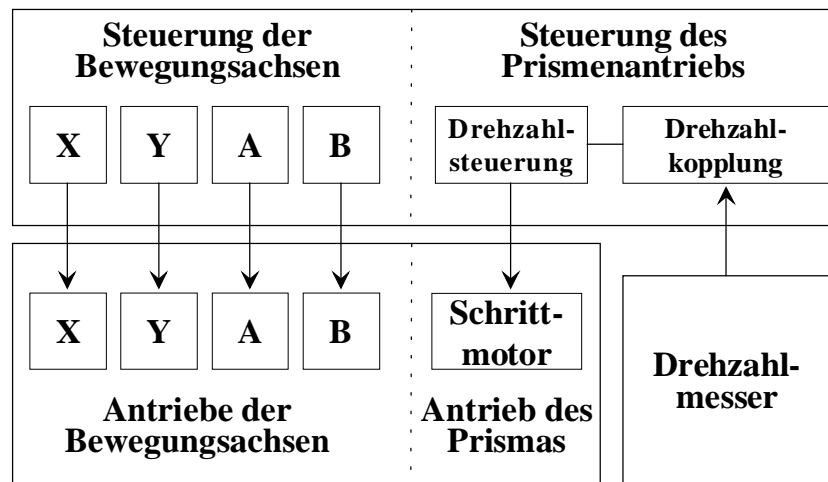 Steuerung der
Bewegungsachsen
Steuerung des
Prismenantriebs
X
Y
A
B
Drehzahl-
steuerung
Drehzahl-
kopplung
X
Y
A
B
Schritt-
motor
Drehzahl-
messer
Antriebe der
Bewegungsachsen
Antrieb des
Prismas